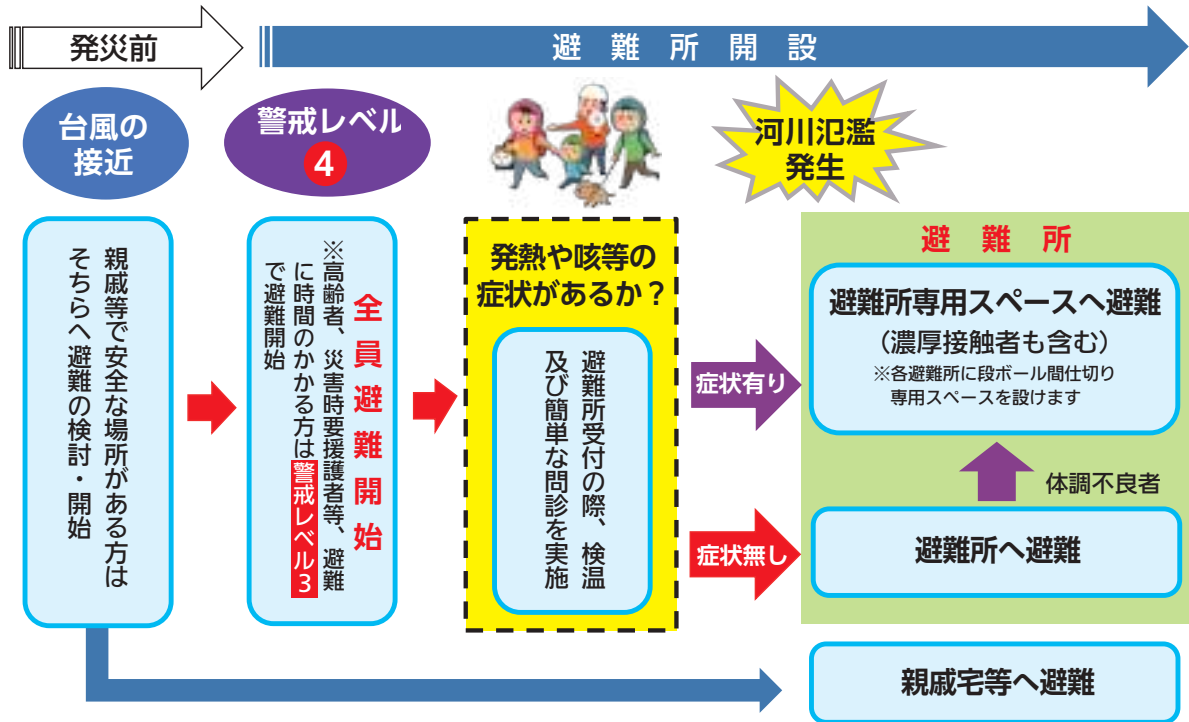 発災前
避難所開設
台風の
接近
警戒レベル
4
河川氾濫
発生
親戚等で安全な場所がある方は
そちらへ避難の検討・開始
全員避難開始
※高齢者、災害時要援護者等、避難
に時間のかかる方は警戒レベル3
で避難開始
発熱や咳等の
症状があるか？
避難所受付の際、検温
及び簡単な問診を実施
症状有り
症状無し
避難所
避難所専用スペースへ避難
（濃厚接触者も含む）
※各避難所に段ボール間仕切り
専用スペースを設けます
体調不良者
避難所へ避難
親戚宅等へ避難